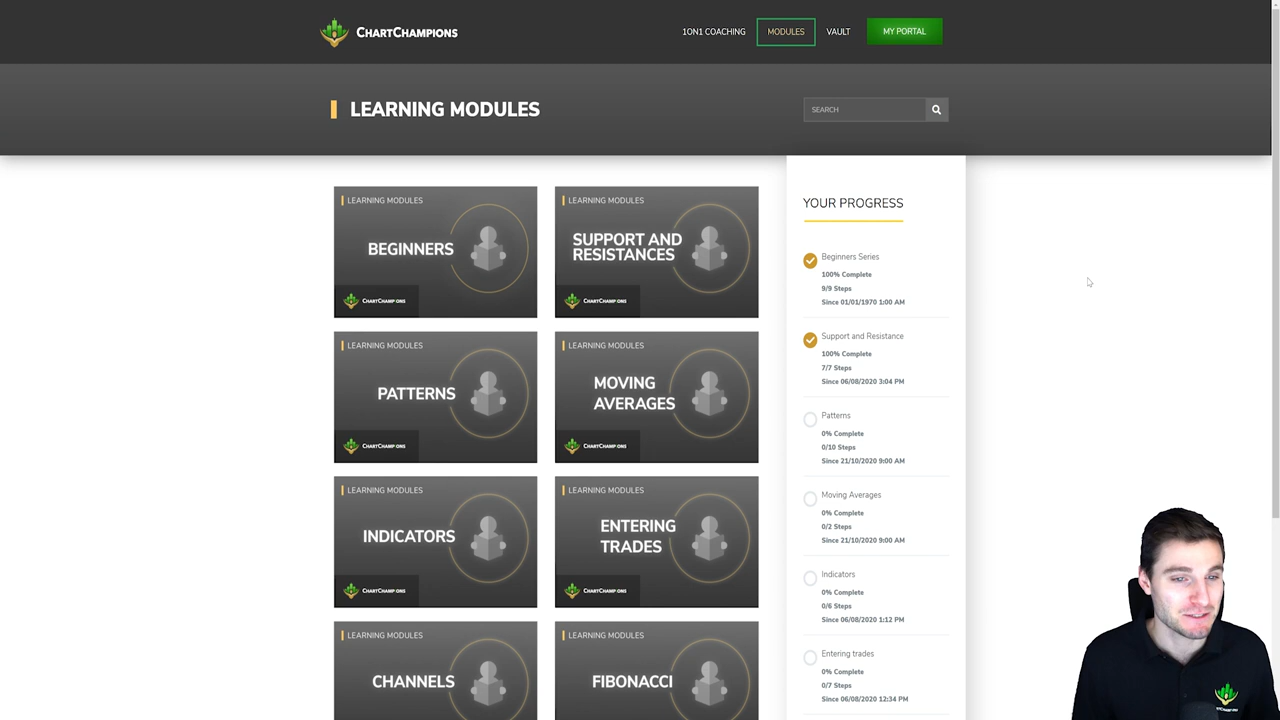 ChartChampions
1ON1 COACHING
MODULES
VAULT
MY PORTAL
LEARNING MODULES
SEARCH
LEARNING MODULES
BEGINNERS
ChartChampions
LEARNING MODULES
SUPPORT AND
RESISTANCES
ChartChampions
LEARNING MODULES
PATTERNS
ChartChampions
LEARNING MODULES
MOVING
AVERAGES
ChartChampions
LEARNING MODULES
INDICATORS
ChartChampions
LEARNING MODULES
ENTERING
TRADES
ChartChampions
LEARNING MODULES
CHANNELS
LEARNING MODULES
FIBONACCI
YOUR PROGRESS
Beginners Series
100% Complete
9/9 Steps
Since 01/01/1970 1:00 AM
Support and Resistance
100% Complete
7/7 Steps
Since 06/08/2020 3:04 PM
Patterns
0% Complete
0/10 Steps
Since 21/10/2020 9:00 AM
Moving Averages
0% Complete
0/2 Steps
Since 21/10/2020 9:00 AM
Indicators
0% Complete
0/6 Steps
Since 06/08/2020 1:12 PM
Entering trades
0% Complete
0/7 Steps
Since 06/08/2020 12:34 PM